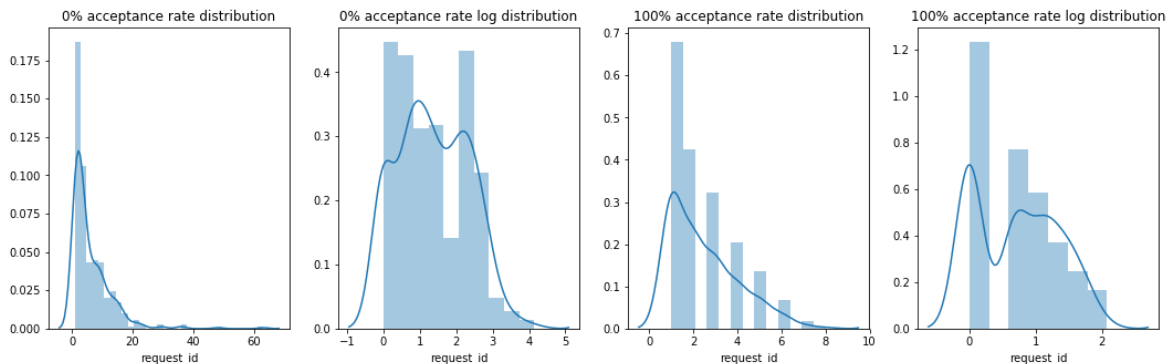 0% acceptance rate distribution
0.175
0.150
0.125
0.100
0.075
0.050
0.025
0.000
0 20 40 60
request_id
0% acceptance rate log distribution
0.4
0.3
0.2
0.1
0.0
−1 0 1 2 3 4 5
request_id
100% acceptance rate distribution
0.7
0.6
0.5
0.4
0.3
0.2
0.1
0.0
0 2 4 6 8 10
request_id
100% acceptance rate log distribution
1.2
1.0
0.8
0.6
0.4
0.2
0.0
0 1 2
request_id